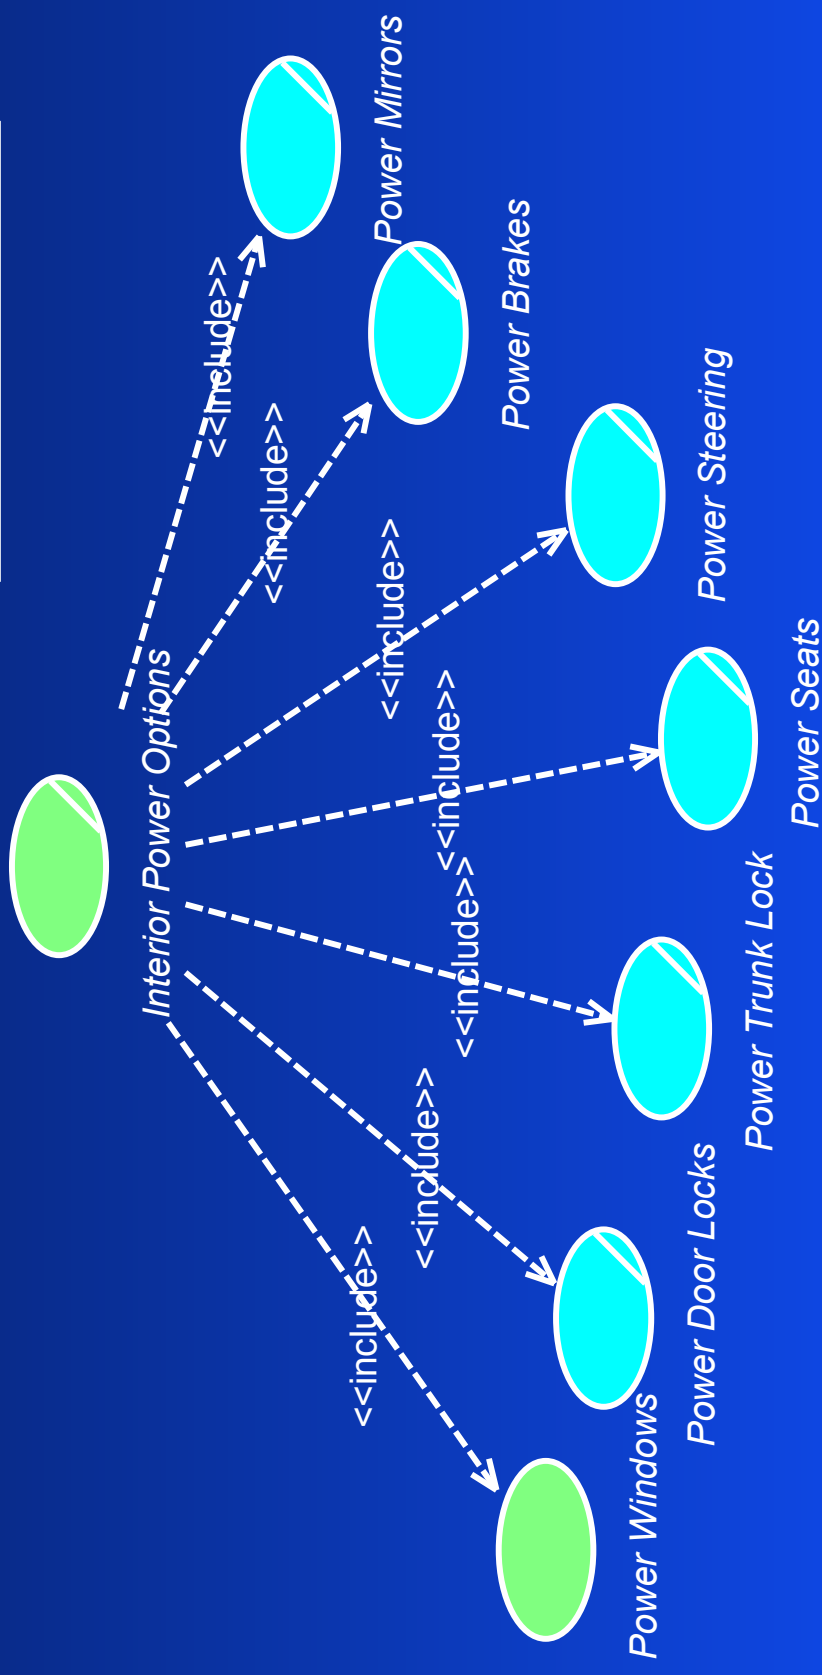 Interior Power Options
<<include>>
<<include>>
<<include>>
<<include>>
<<include>>
<<include>>
<<include>>
Power Windows
Power Door Locks
Power Trunk Lock
Power Seats
Power Steering
Power Brakes
Power Mirrors